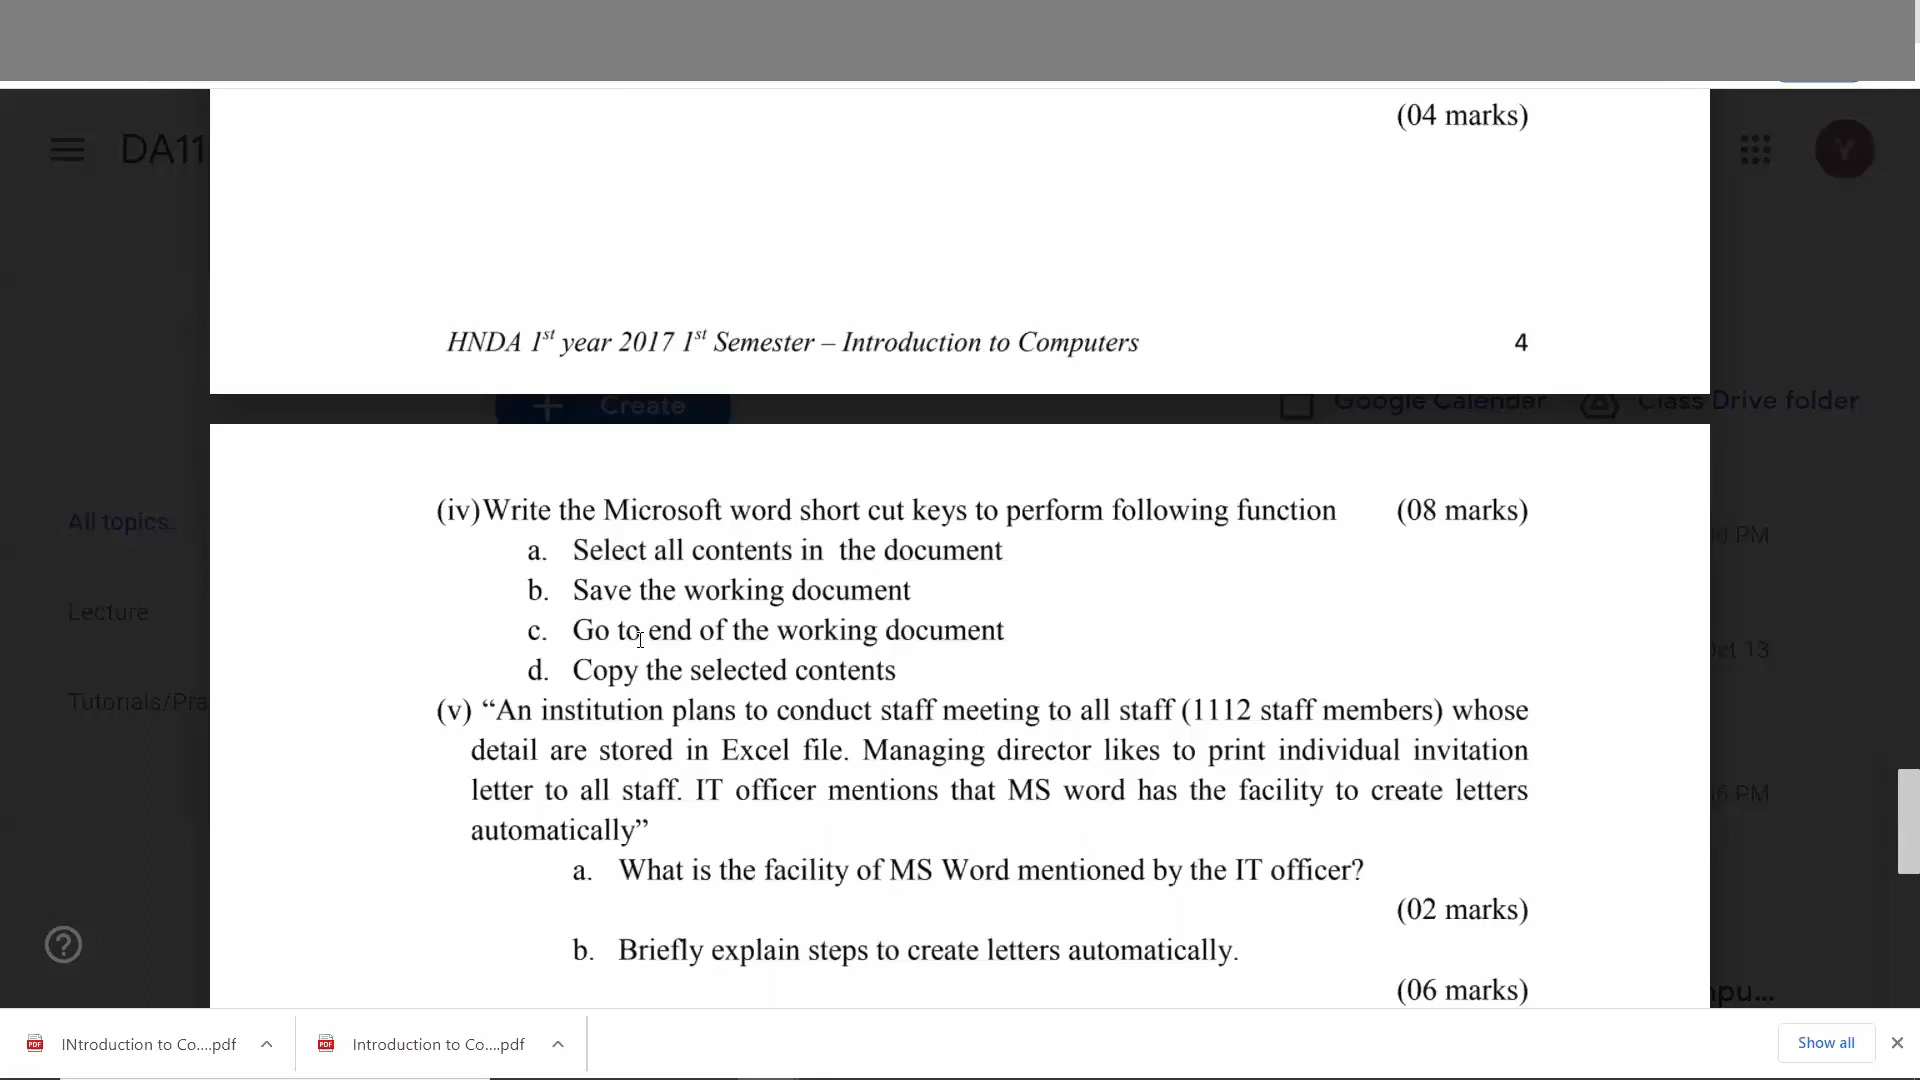 (04 marks)
DA11
HNDA 1st year 2017 1st Semester – Introduction to Computers 4
Create
Google Calendar
Class Drive folder
(iv) Write the Microsoft word short cut keys to perform following function (08 marks)
All topics
a. Select all contents in the document
b. Save the working document
Lecture
c. Go to end of the working document
d. Copy the selected contents
Tutorials/Pra
(v) “An institution plans to conduct staff meeting to all staff (1112 staff members) whose
detail are stored in Excel file. Managing director likes to print individual invitation
letter to all staff. IT officer mentions that MS word has the facility to create letters
automatically”
a. What is the facility of MS Word mentioned by the IT officer?
(02 marks)
b. Briefly explain steps to create letters automatically.
(06 marks)
INtroduction to Co....pdf
Introduction to Co....pdf
Show all